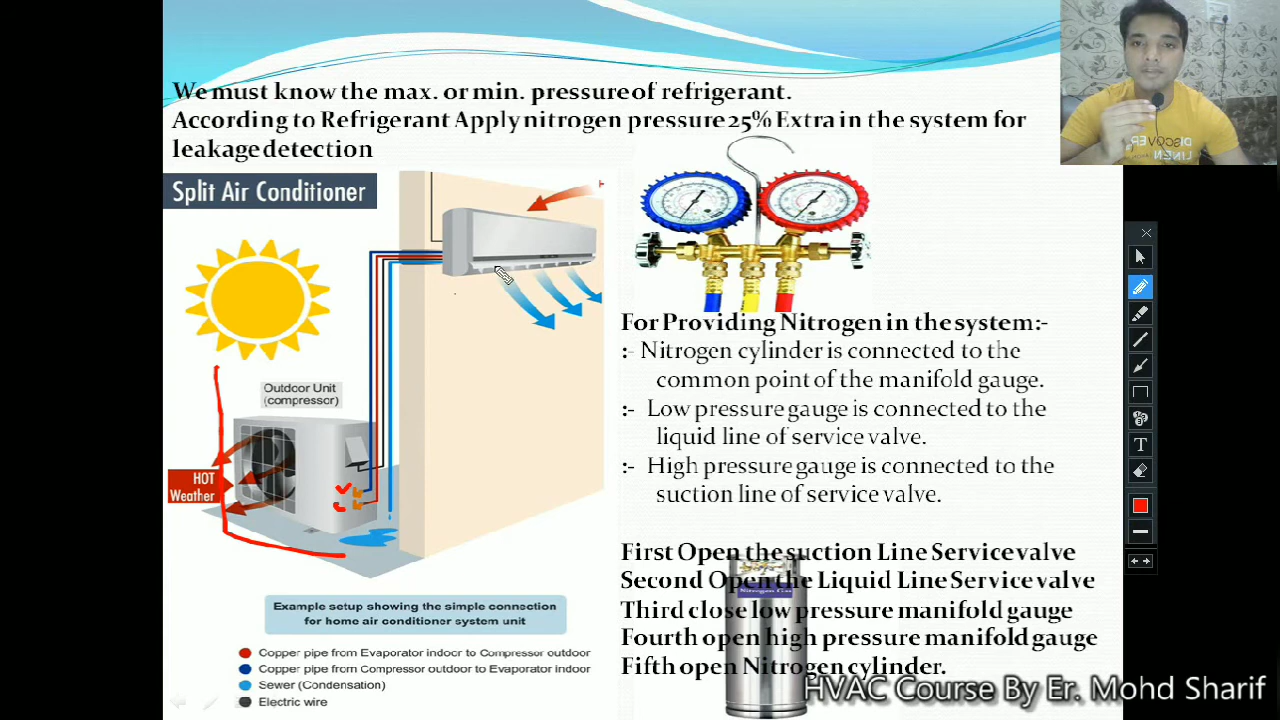 We must know the max. or min. pressure of refrigerant.
According to Refrigerant Apply nitrogen pressure 25% Extra in the system for
leakage detection
Split Air Conditioner
Outdoor Unit
(compressor)
HOT
Weather
Example setup showing the simple connection
for home air conditioner system unit
Copper pipe from Evaporator indoor to Compressor outdoor
Copper pipe from Compressor outdoor to Evaporator indoor
Sewer (Condensation)
Electric wire
For Providing Nitrogen in the system:-
:- Nitrogen cylinder is connected to the
common point of the manifold gauge.
:- Low pressure gauge is connected to the
liquid line of service valve.
:- High pressure gauge is connected to the
suction line of service valve.
First Open the suction Line Service valve
Second Open the Liquid Line Service valve
Third close low pressure manifold gauge
Fourth open high pressure manifold gauge
Fifth open Nitrogen cylinder.
Nitrogen Gas
HVAC Course By Er. Mohd Sharif
DISCOVER
LINEN
T